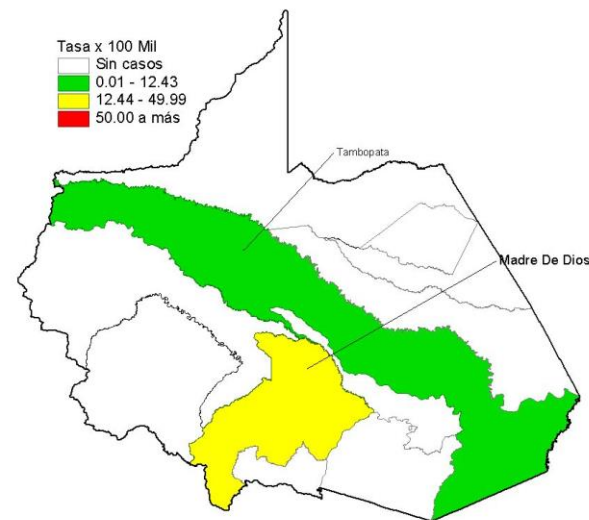 Tasa x 100 Mil
Sin casos
0.01 - 12.43
12.44 - 49.99
50.00 a más
Tambopata
Madre De Dios